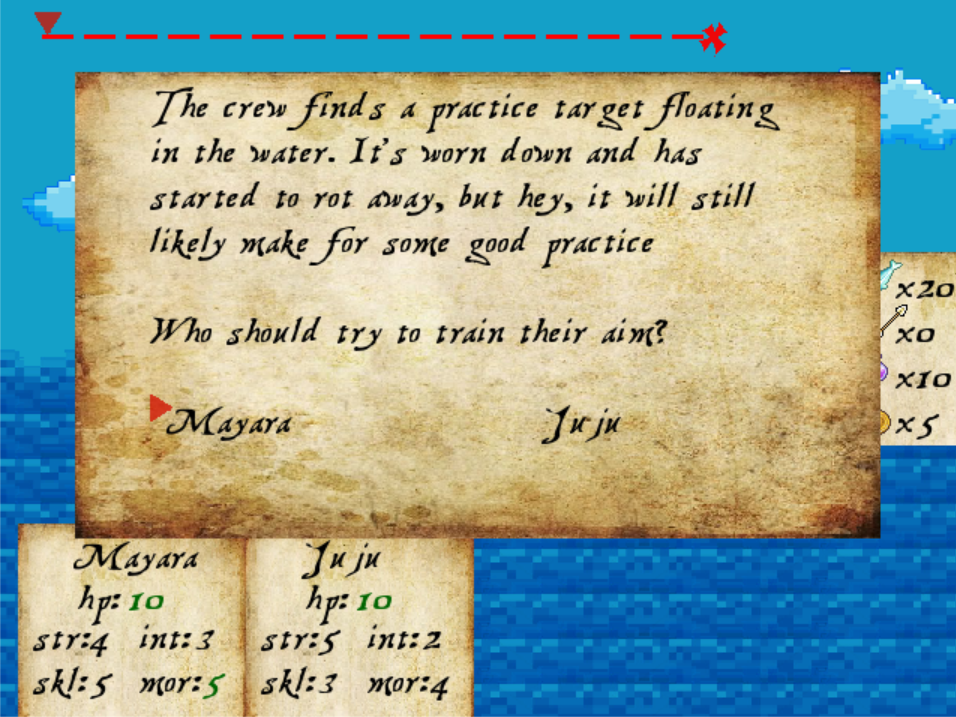 The crew finds a practice target floating
in the water. It's worn down and has
started to rot away, but hey, it will still
likely make for some good practice
Who should try to train their aim?
Mayara Juju
x20
x0
x10
x5
Mayara Juju
hp:10 hp:10
str:4 int:3 str:5 int:2
skl:5 mor:5 skl:3 mor:4